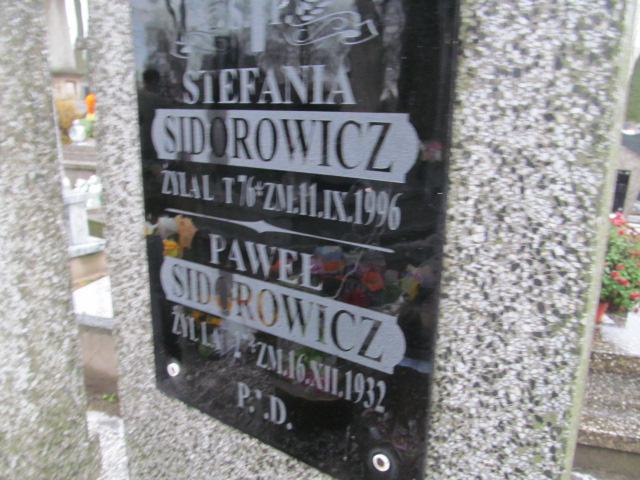 STEFANIA
SIDOROWICZ
ŻYŁA L T 76 * ZM. 11.IX.1996
PAWEŁ
SIDOROWICZ
ZM. 16.XII.1932
P. .D.